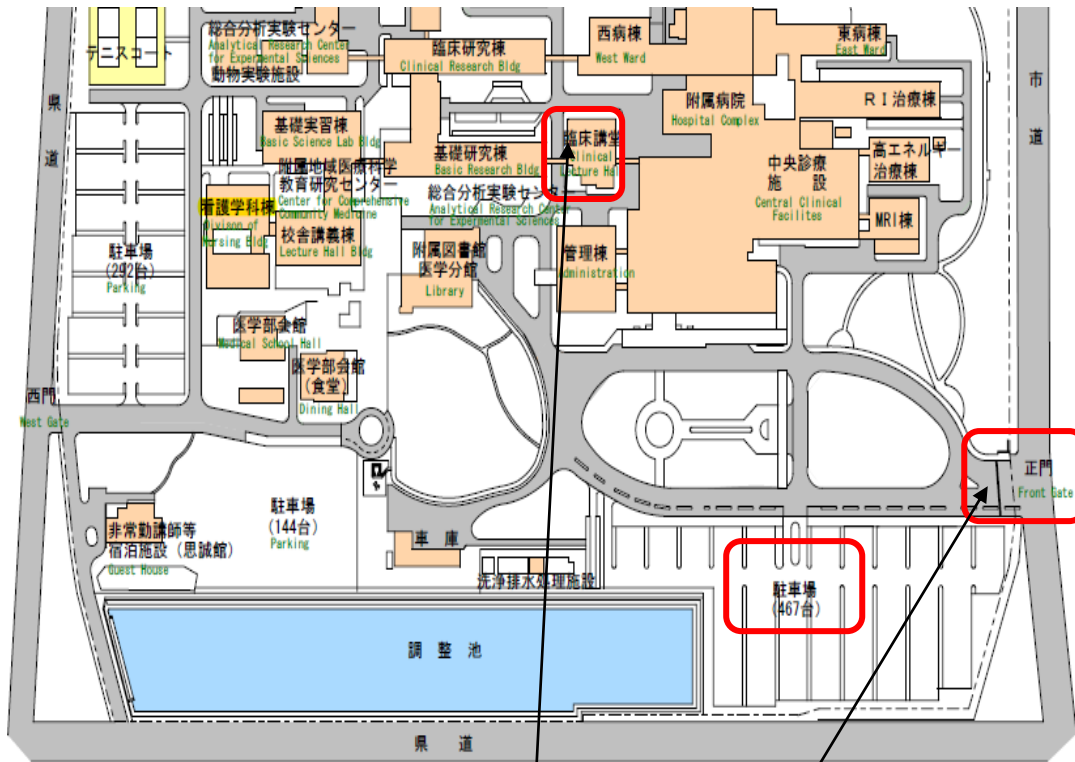 総合分析実験センター
Analytical Research Center
for Expermental Sciences
動物実験施設
テニスコート
臨床研究棟
Clinical Research Bldg
西病棟
West Ward
東病棟
East Ward
県
道
市
道
基礎実習棟
Basic Science Lab Bldg
附属病院
Hospital Complex
RI治療棟
臨床講堂
Clinical
Lecture Hall
基礎研究棟
Basic Research Bldg
中央診療
施　設
Central Clinical
Facilites
高エネルギー
治療棟
附属地域医療科学
教育研究センター
Center for Comprehensive
Community Medicine
総合分析実験センター
Analytical Research Center
for Expermental Sciences
看護学科棟
Divison of
Nursing Bldg
校舎講義棟
Lecture Hall Bldg
MRI棟
駐車場
(292台)
Parking
附属図書館
医学分館
Library
管理棟
Administration
医学部会館
Medical School Hall
医学部会館
(食堂)
Dining Hall
西門
West Gate
正門
Front Gate
駐車場
(144台)
Parking
非常勤講師等
宿泊施設（思誠館）
Guest House
車　庫
洗浄排水処理施設
駐車場
(467台)
調　整　池
県　道